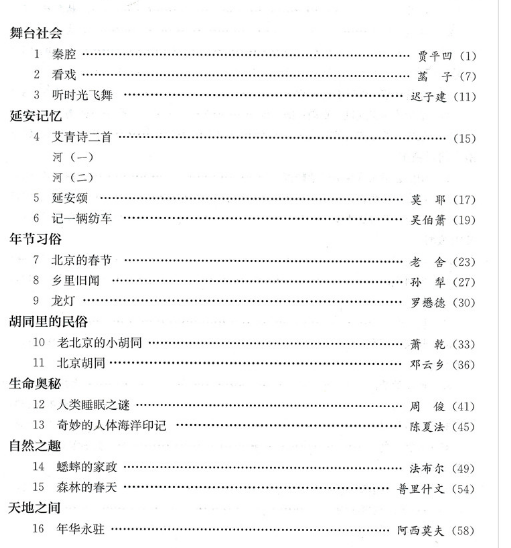 舞台社会
1 秦腔 …… 贾平凹 (1)
2 看戏 …… 菡 子 (7)
3 听时光飞舞 …… 迟子建 (11)
延安记忆
4 艾青诗二首 …… (15)
河 (一)
河 (二)
5 延安颂 …… 莫 耶 (17)
6 记一辆纺车 …… 吴伯箫 (19)
年节习俗
7 北京的春节 …… 老 舍 (23)
8 乡里旧闻 …… 孙 犁 (27)
9 龙灯 …… 罗懋德 (30)
胡同里的民俗
10 老北京的小胡同 …… 萧 乾 (33)
11 北京胡同 …… 邓云乡 (36)
生命奥秘
12 人类睡眠之谜 …… 周 俊 (41)
13 奇妙的人体海洋印记 …… 陈夏法 (45)
自然之趣
14 蟋蟀的家政 …… 法布尔 (49)
15 森林的春天 …… 普里什文 (54)
天地之间
16 年华永驻 …… 阿西莫夫 (58)